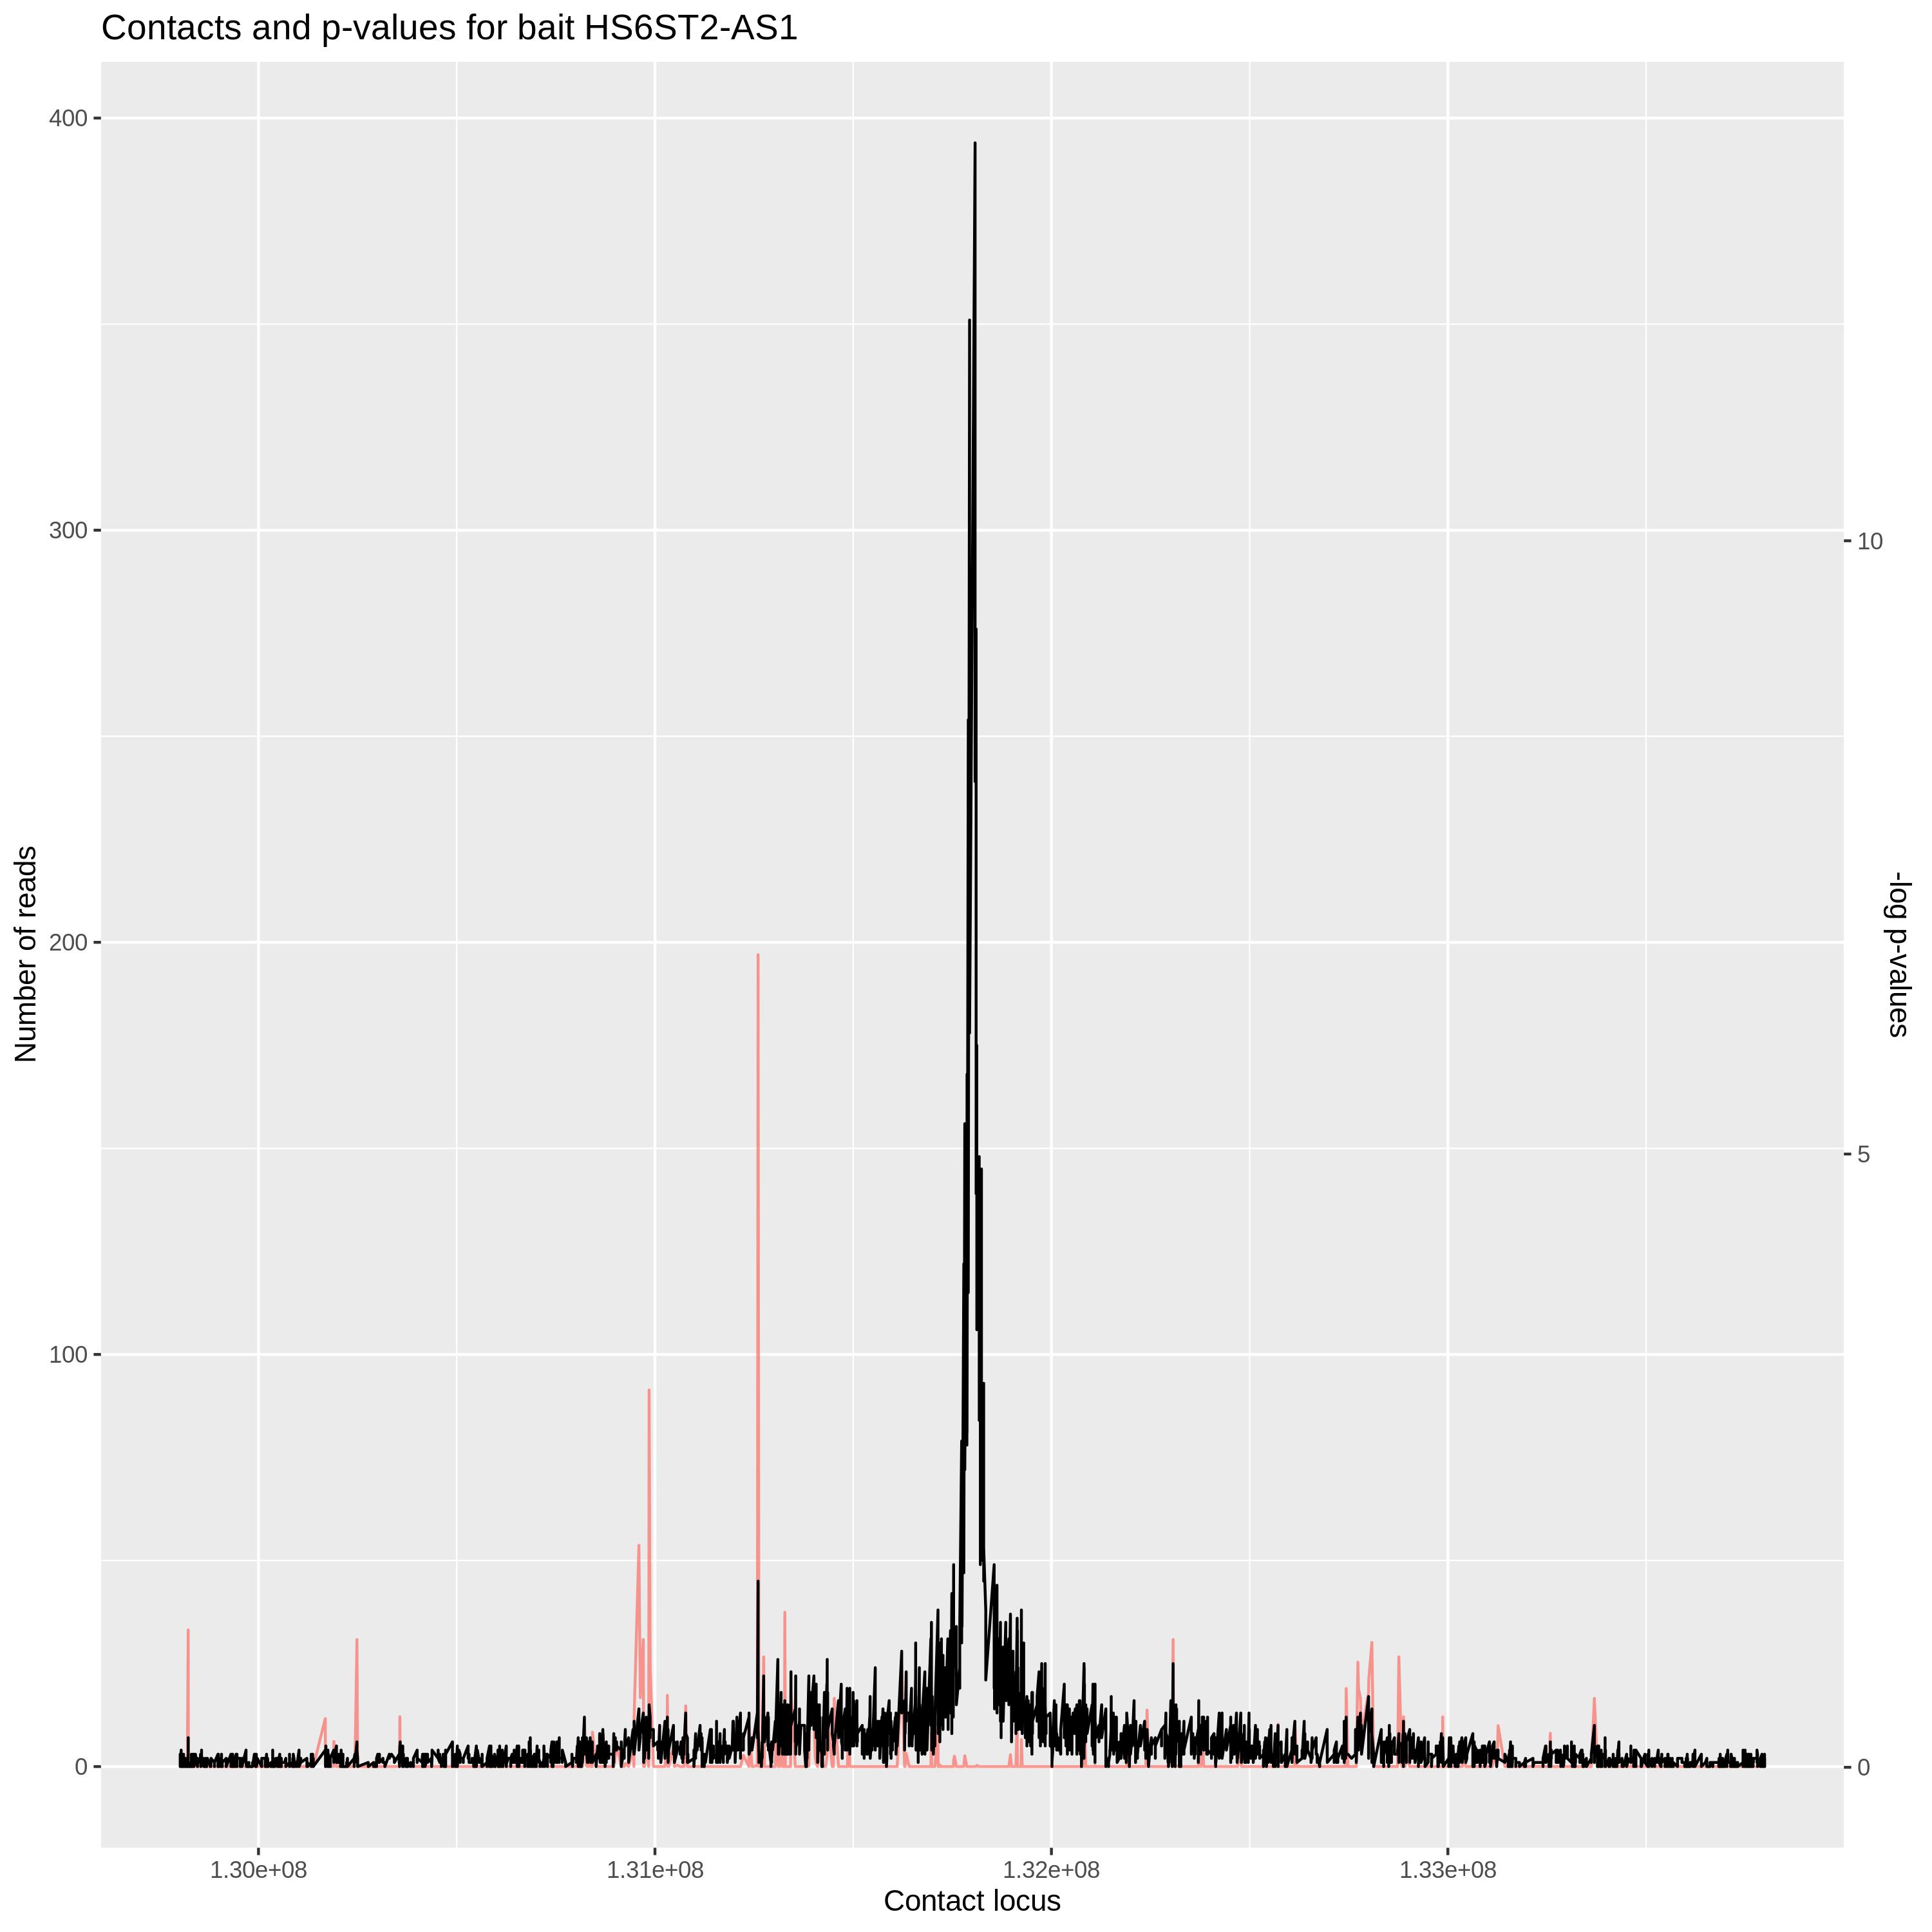 Contacts and p-values for bait HS6ST2-AS1
400
300
200
100
0
Number of reads
10
5
0
-log p-values
1.30e+08
1.31e+08
1.32e+08
1.33e+08
Contact locus